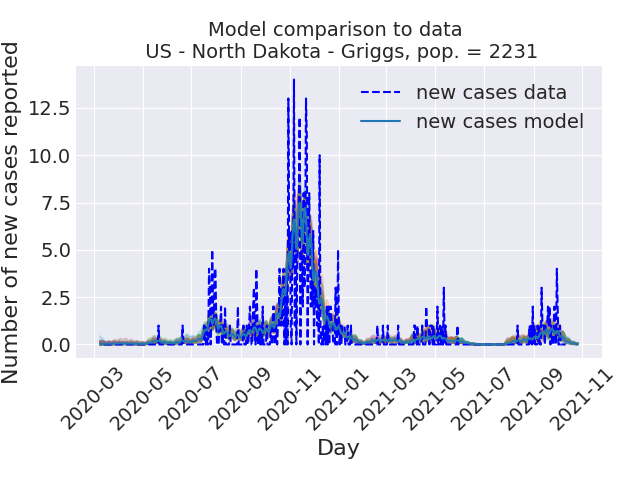 Model comparison to data
US - North Dakota - Griggs, pop. = 2231
Number of new cases reported
12.5
10.0
7.5
5.0
2.5
0.0
new cases data
new cases model
2020-03
2020-05
2020-07
2020-09
2020-11
2021-01
2021-03
2021-05
2021-07
2021-09
2021-11
Day